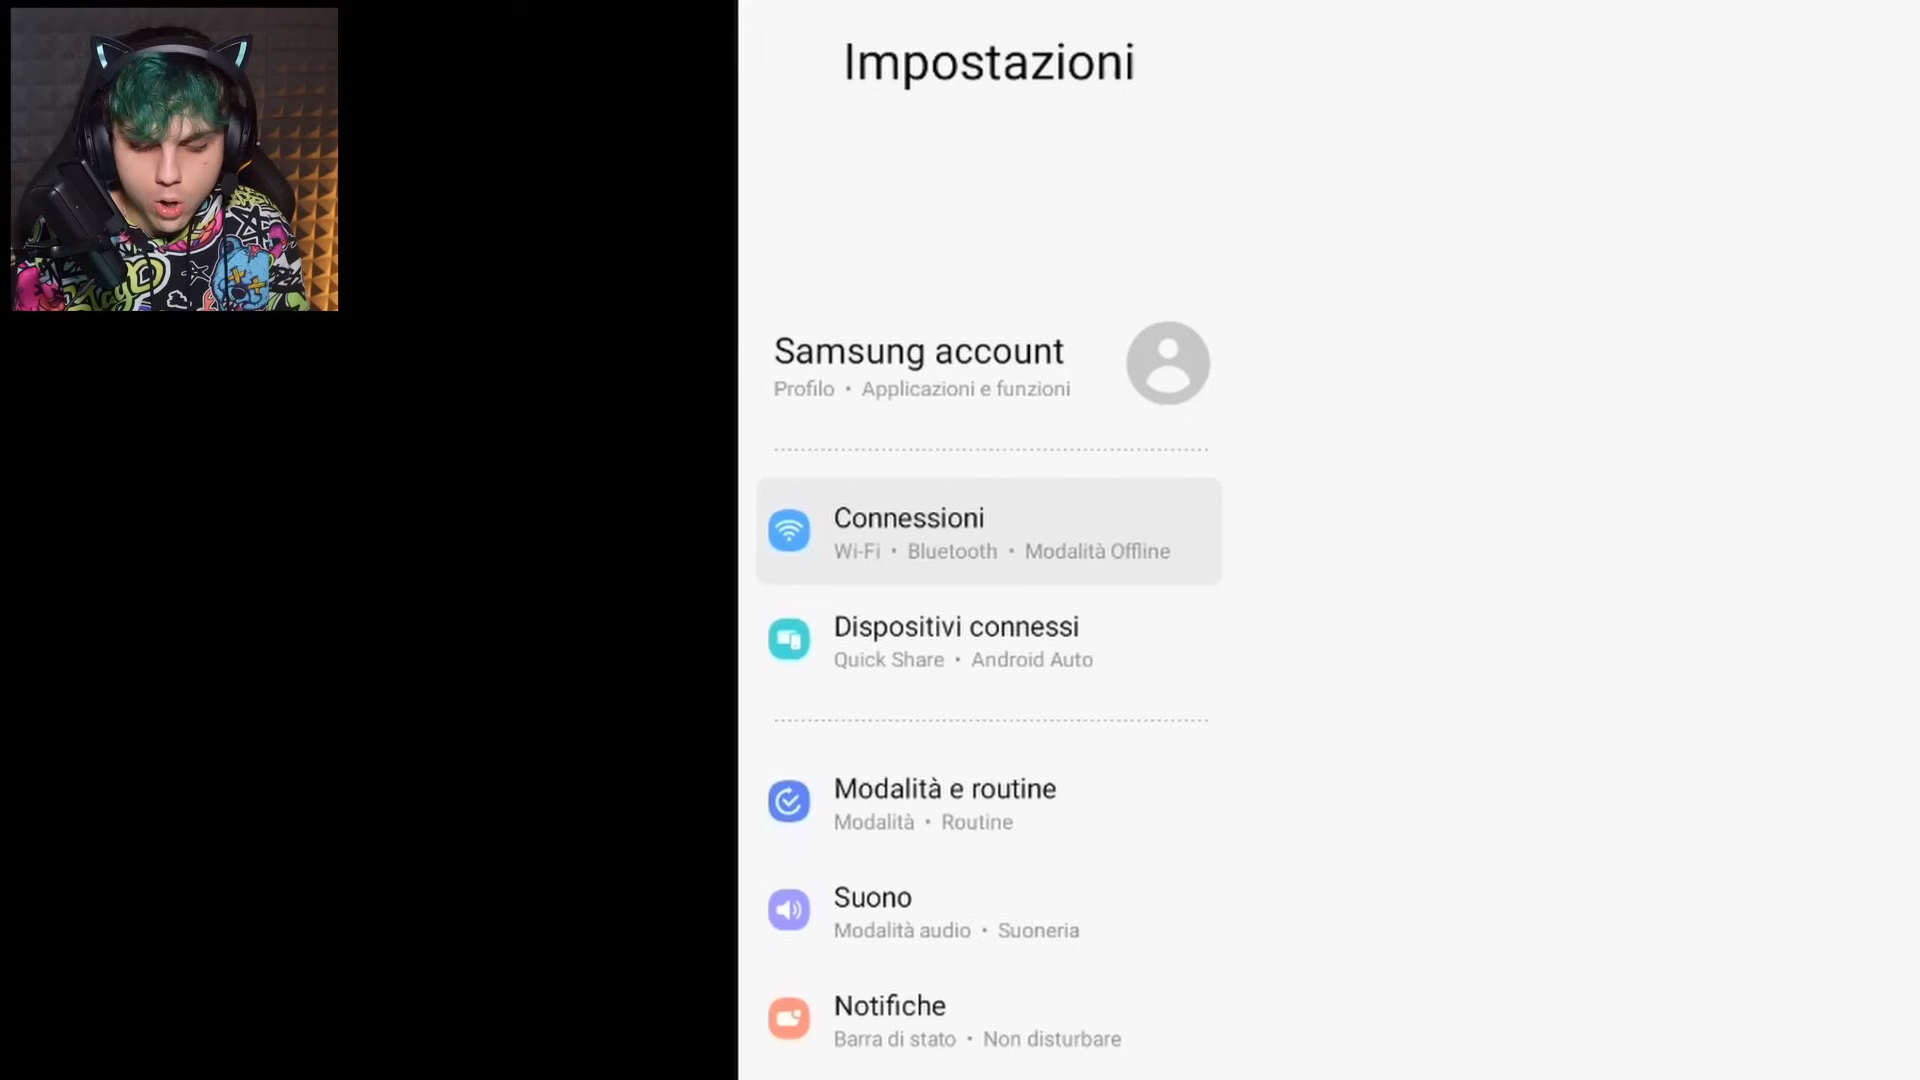 Impostazioni
Samsung account
Profilo • Applicazioni e funzioni
Connessioni
Wi-Fi • Bluetooth • Modalità Offline
Dispositivi connessi
Quick Share • Android Auto
Modalità e routine
Modalità • Routine
Suono
Modalità audio • Suoneria
Notifiche
Barra di stato • Non disturbare